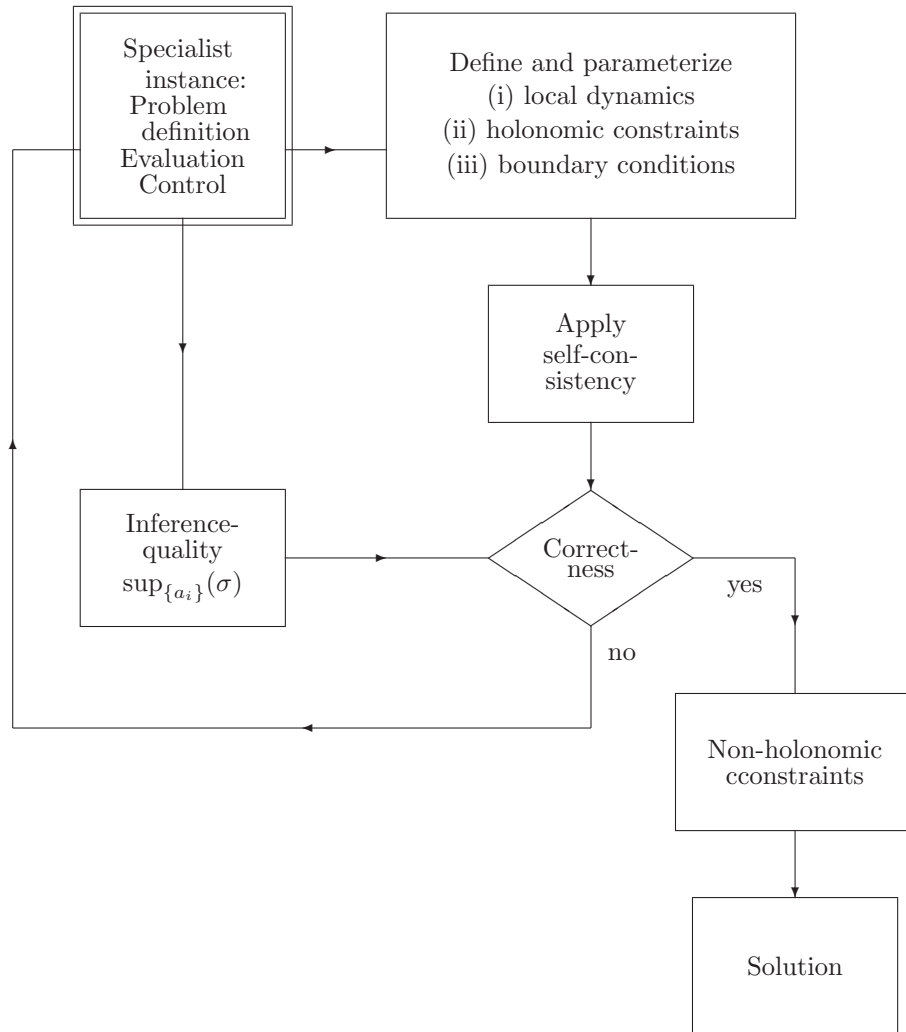 Specialist
instance:
Problem
definition
Evaluation
Control
Define and parameterize
(i) local dynamics
(ii) holonomic constraints
(iii) boundary conditions
Apply
self-con-
sistency
Inference-
quality
sup_{a_i}(σ)
Correct-
ness
yes
no
Non-holonomic
cconstraints
Solution